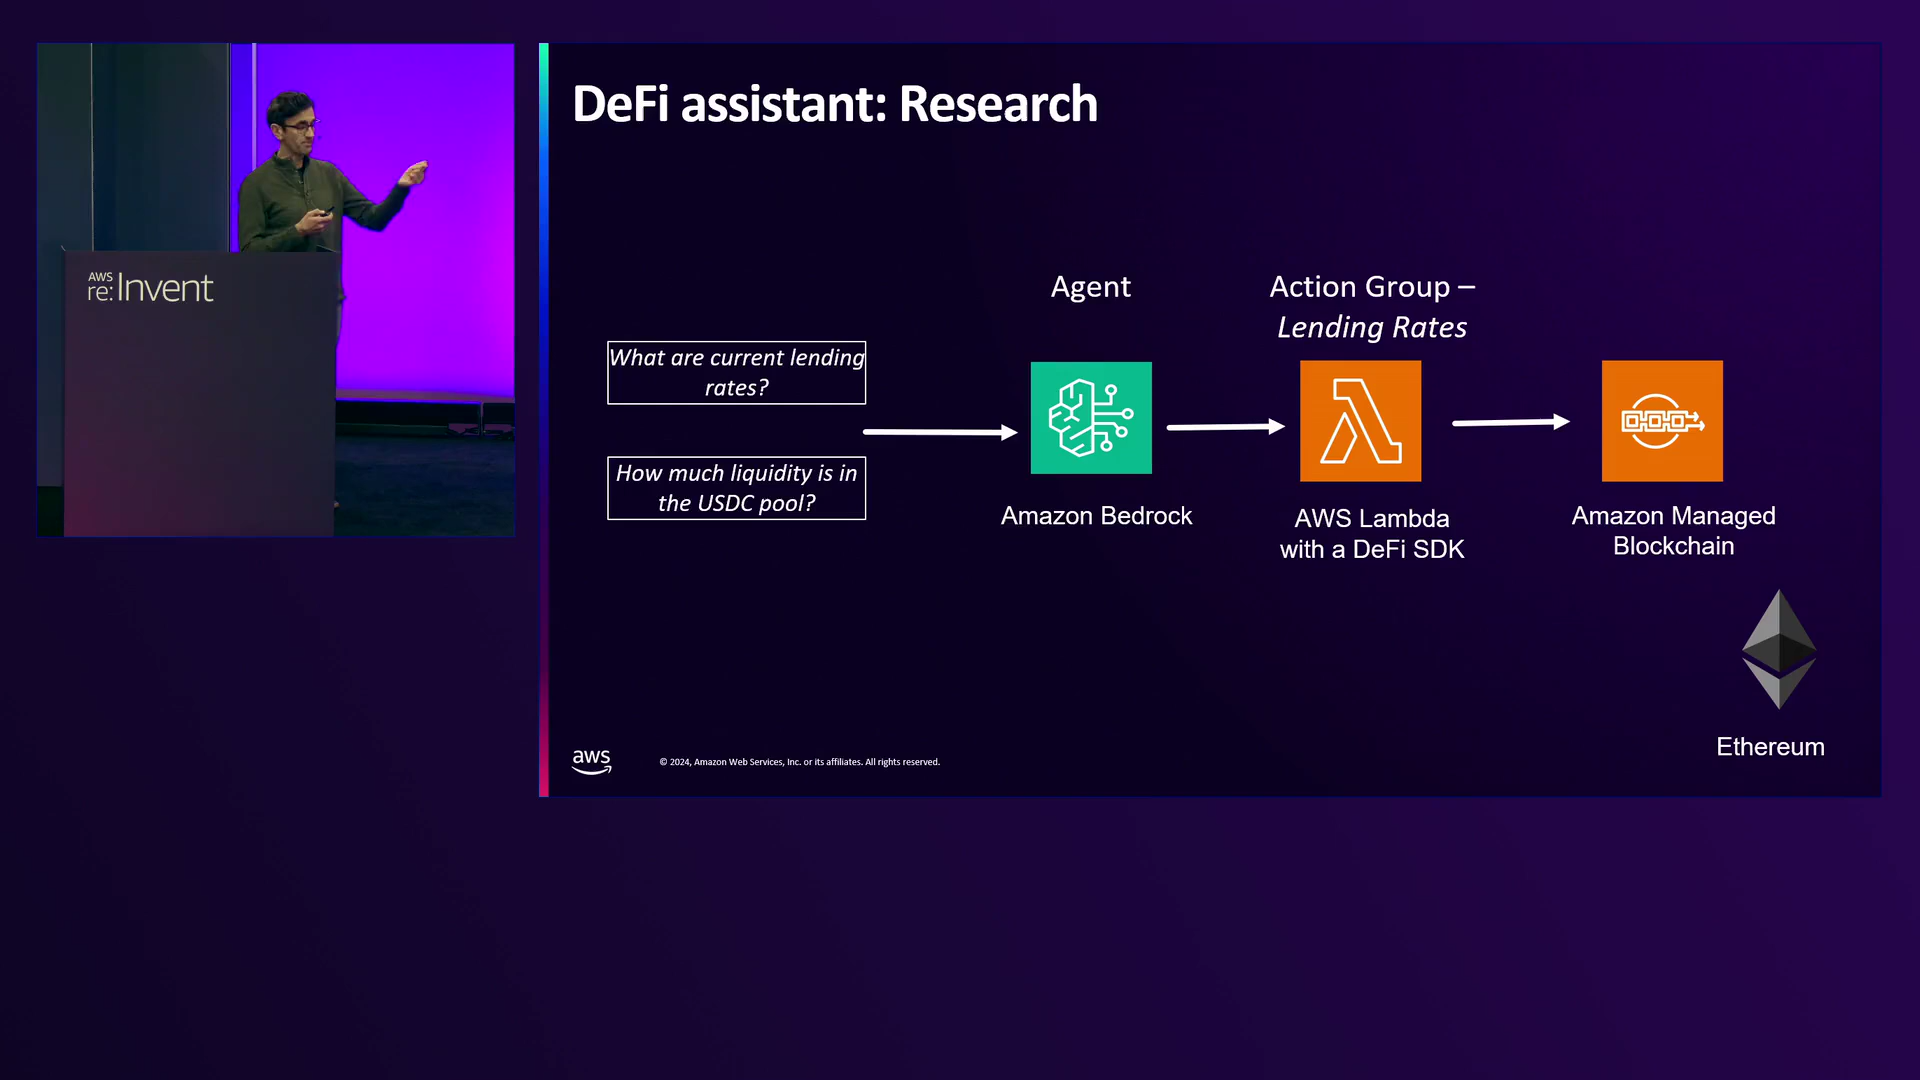 AWS
re:Invent
DeFi assistant: Research
Agent
Action Group –
Lending Rates
What are current lending
rates?
How much liquidity is in
the USDC pool?
Amazon Bedrock
AWS Lambda
with a DeFi SDK
Amazon Managed
Blockchain
Ethereum
aws
© 2024, Amazon Web Services, Inc. or its affiliates. All rights reserved.